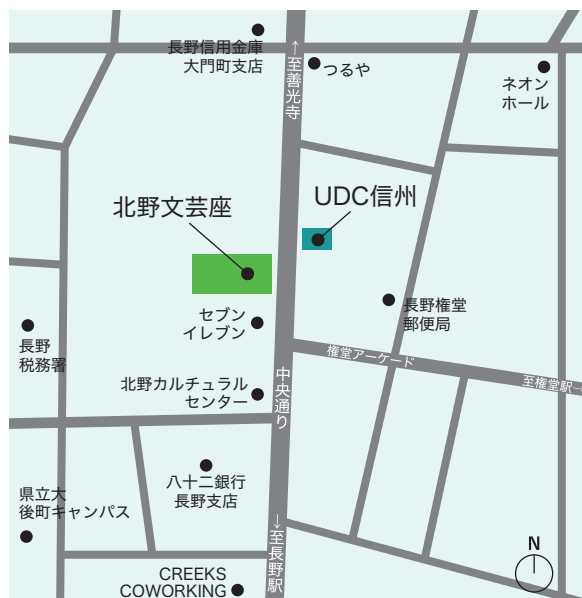 長野信用金庫
大門町支店
←至善光寺
つるや
ネオン
ホール
UDC信州
北野文芸座
セブン
イレブン
長野権堂
郵便局
長野
税務署
権堂アーケード
至権堂駅→
中央通り
北野カルチュラル
センター
八十二銀行
長野支店
県立大
後町キャンパス
→至長野駅
N
CREEKS
COWORKING